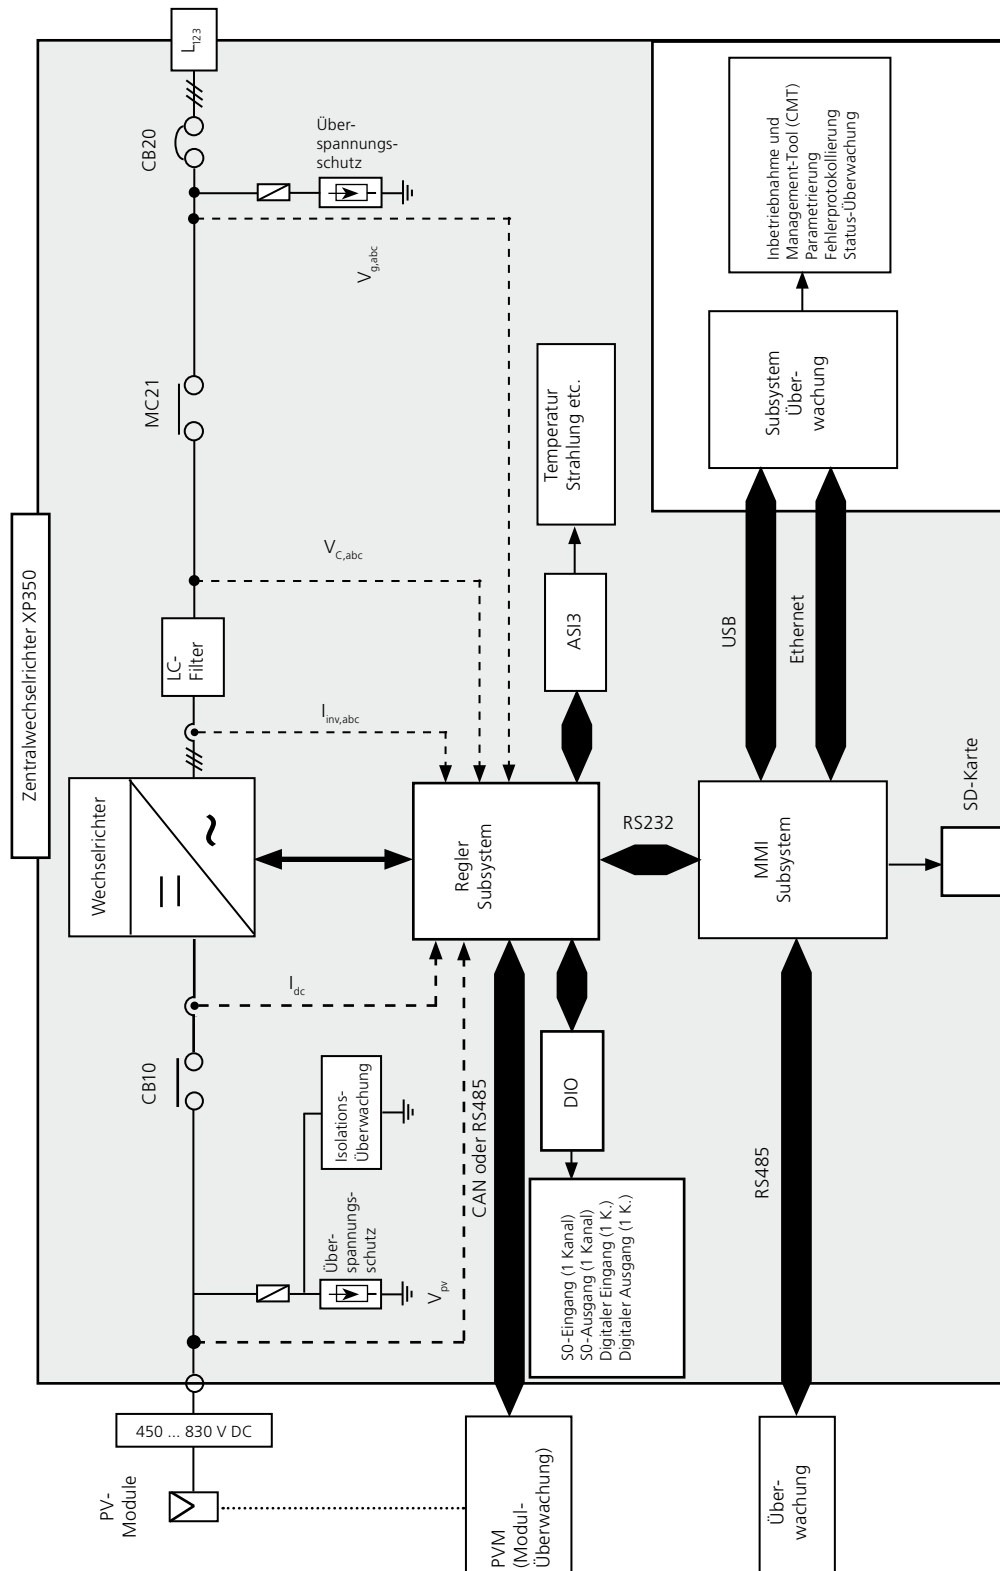 Zentralwechselrichter XP350
PV-
Module
450 ... 830 V DC
CB10
Wechselrichter
LC-
Filter
MC21
CB20
L123
Über-
spannungs-
schutz
Isolations-
Überwachung
Über-
spannungs-
schutz
Vpv
Idc
Iinv,abc
VC,abc
Vg,abc
PVM
(Modul-
Überwachung)
CAN oder RS485
Regler
Subsystem
DIO
S0-Eingang (1 Kanal)
S0-Ausgang (1 Kanal)
Digitaler Eingang (1 K.)
Digitaler Ausgang (1 K.)
ASI3
Temperatur
Strahlung etc.
RS232
Über-
wachung
RS485
MMI
Subsystem
SD-Karte
USB
Ethernet
Subsystem
Über-
wachung
Inbetriebnahme und
Management-Tool (CMT)
Parametrierung
Fehlerprotokollierung
Status-Überwachung